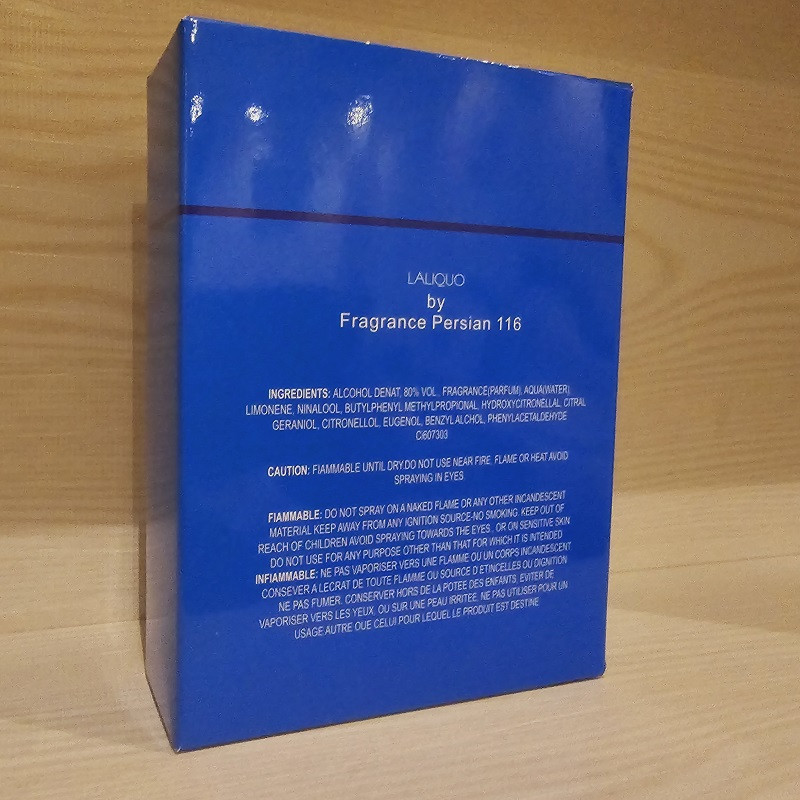 LALIQUO
by
Fragrance Persian 116
INGREDIENTS: ALCOHOL DENAT, 80% VOL , FRAGRANCE(PARFUM), AQUA(WATER),
LIMONENE, NINALOOL, BUTYLPHENYL METHYLPROPIONAL, HYDROXYCITRONELLAL, CITRAL
GERANIOL, CITRONELLOL, EUGENOL, BENZYLALCHOL, PHENYLACETALDEHYDE
CI607303
CAUTION: FIAMMABLE UNTIL DRY.DO NOT USE NEAR FIRE, FLAME OR HEAT AVOID
SPRAYING IN EYES
FIAMMABLE: DO NOT SPRAY ON A NAKED FLAME OR ANY OTHER INCANDESCENT
MATERIAL KEEP AWAY FROM ANY IGNITION SOURCE-NO SMOKING. KEEP OUT OF
REACH OF CHILDREN AVOID SPRAYING TOWARDS THE EYES , OR ON SENSITIVE SKIN
DO NOT USE FOR ANY PURPOSE OTHER THAN THAT FOR WHICH IT IS INTENDED
INFIAMMABLE: NE PAS VAPORISER VERS UNE FLAMME OU UN CORPS INCANDESCENT
CONSEVER A LECRAT DE TOUTE FLAMME OU SOURCE D ETINCELLES OU DIGNITION
NE PAS FUMER. CONSERVER HORS DE LA POTEE DES ENFANTS. EVITER DE
VAPORISER VERS LES YEUX, OU SUR UNE PEAU IRRITEE. NE PAS UTILISER POUR UN
USAGE AUTRE OUE CELUI POUR LEQUEL LE PRODUIT EST DESTINE